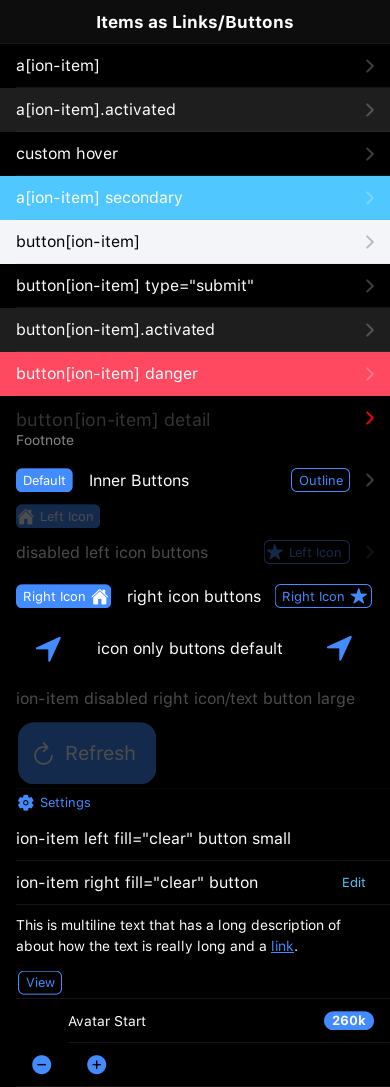 Items as Links/Buttons
a[ion-item]
a[ion-item].activated
custom hover
a[ion-item] secondary
button[ion-item]
button[ion-item] type="submit"
button[ion-item].activated
button[ion-item] danger
button[ion-item] detail
Footnote
Default Inner Buttons Outline
Left Icon
disabled left icon buttons Left Icon
Right Icon right icon buttons Right Icon
icon only buttons default
ion-item disabled right icon/text button large
Refresh
Settings
ion-item left fill="clear" button small
ion-item right fill="clear" button Edit
This is multiline text that has a long description of
about how the text is really long and a link.
View
Avatar Start 260k